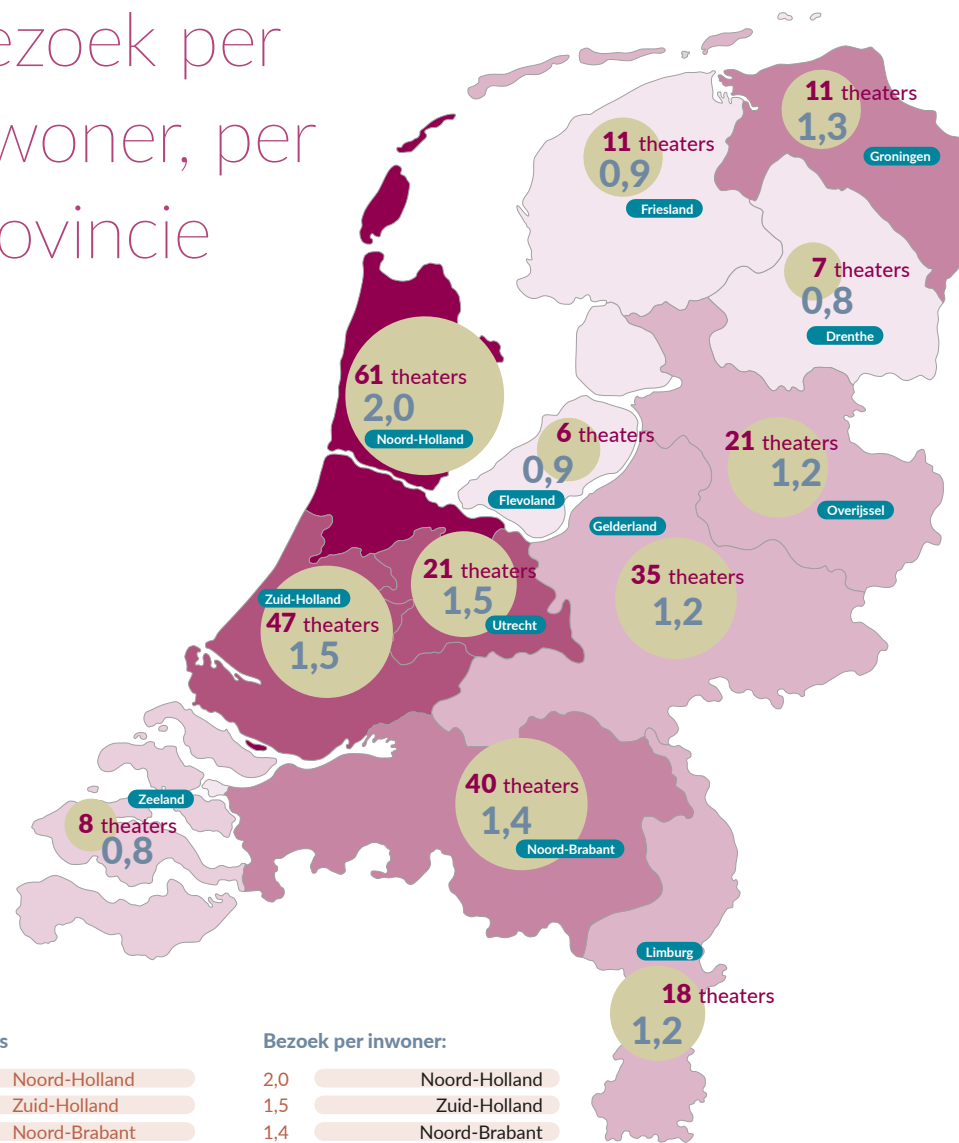 ezoek per
woner, per
ovincie
11 theaters
1,3
Groningen
11 theaters
0,9
Friesland
7 theaters
0,8
Drenthe
61 theaters
2,0
Noord-Holland
6 theaters
0,9
Flevoland
21 theaters
1,2
Overijssel
Gelderland
35 theaters
1,2
21 theaters
1,5
Utrecht
Zuid-Holland
47 theaters
1,5
40 theaters
1,4
Noord-Brabant
Zeeland
8 theaters
0,8
Limburg
18 theaters
1,2
s
Noord-Holland
Zuid-Holland
Noord-Brabant
Bezoek per inwoner:
2,0 Noord-Holland
1,5 Zuid-Holland
1,4 Noord-Brabant